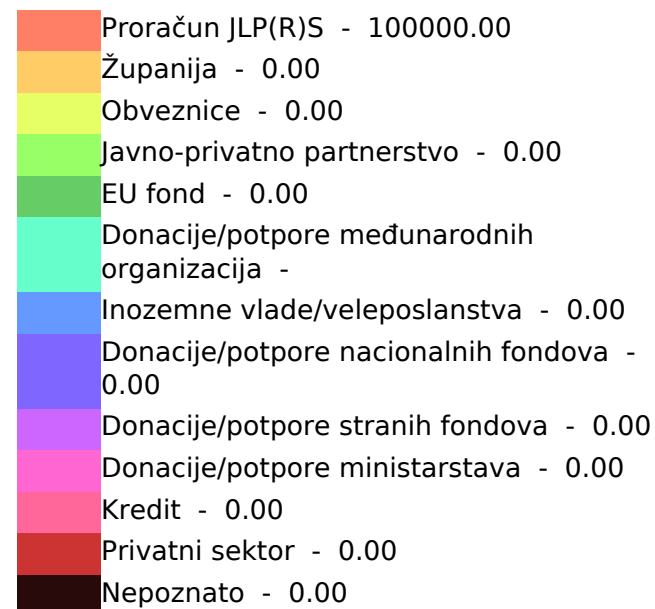 Proračun JLP(R)S - 100000.00
Županija - 0.00
Obveznice - 0.00
Javno-privatno partnerstvo - 0.00
EU fond - 0.00
Donacije/potpore međunarodnih
organizacija -
Inozemne vlade/veleposlanstva - 0.00
Donacije/potpore nacionalnih fondova -
0.00
Donacije/potpore stranih fondova - 0.00
Donacije/potpore ministarstava - 0.00
Kredit - 0.00
Privatni sektor - 0.00
Nepoznato - 0.00